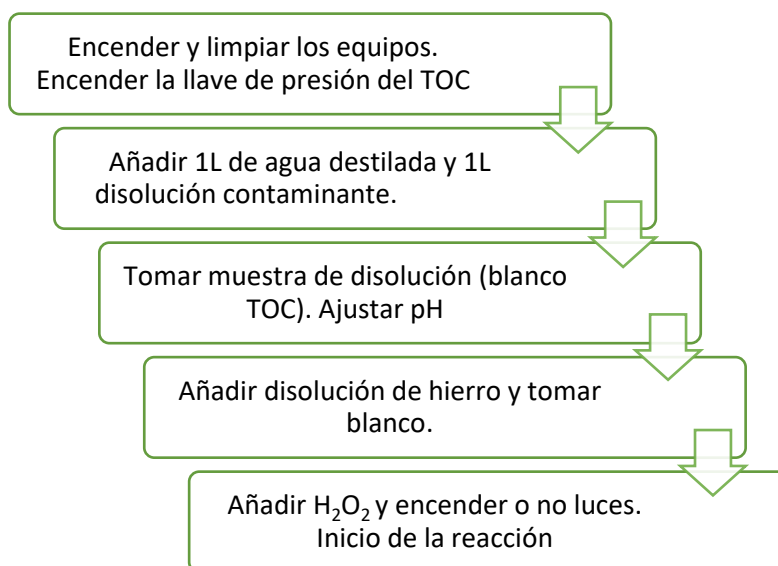 Encender y limpiar los equipos.
Encender la llave de presión del TOC
Añadir 1L de agua destilada y 1L
disolución contaminante.
Tomar muestra de disolución (blanco
TOC). Ajustar pH
Añadir disolución de hierro y tomar
blanco.
Añadir H₂O₂ y encender o no luces.
Inicio de la reacción